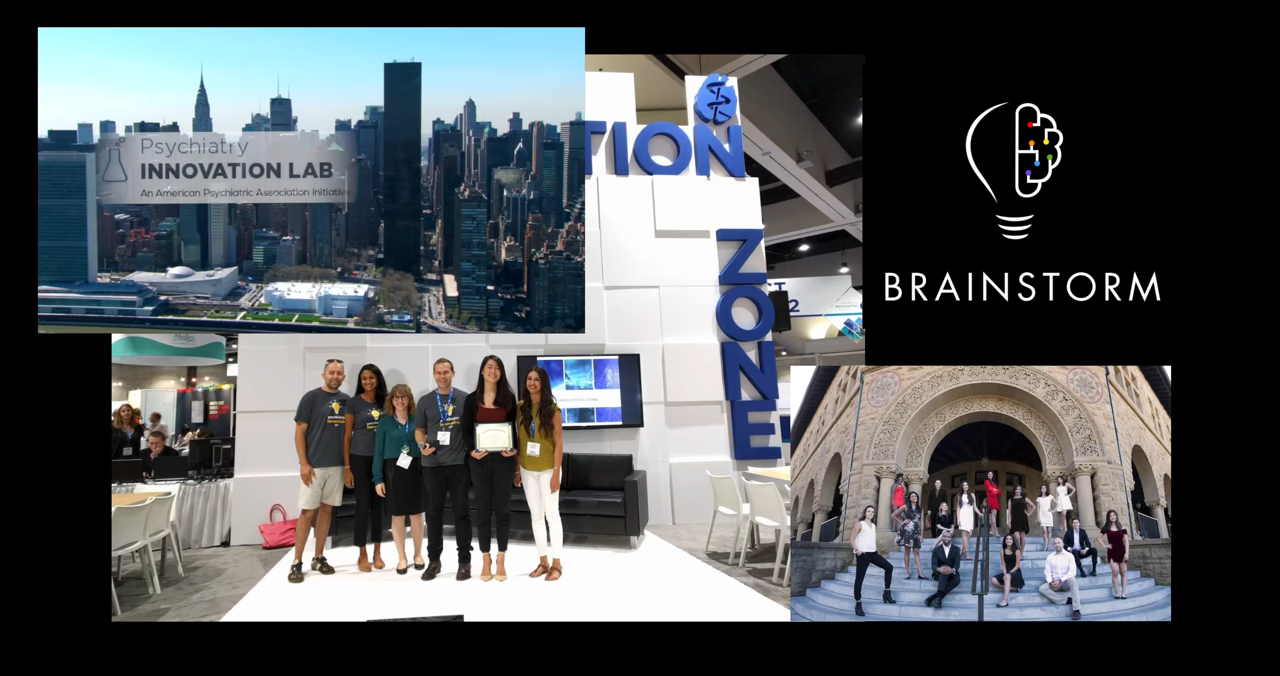 Psychiatry
INNOVATION LAB
An American Psychiatric Association Initiative
TION
ZONE
BRAINSTORM